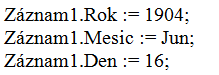 Záznam1.Rok := 1904;
Záznam1.Mesic := Jun;
Záznam1.Den := 16;